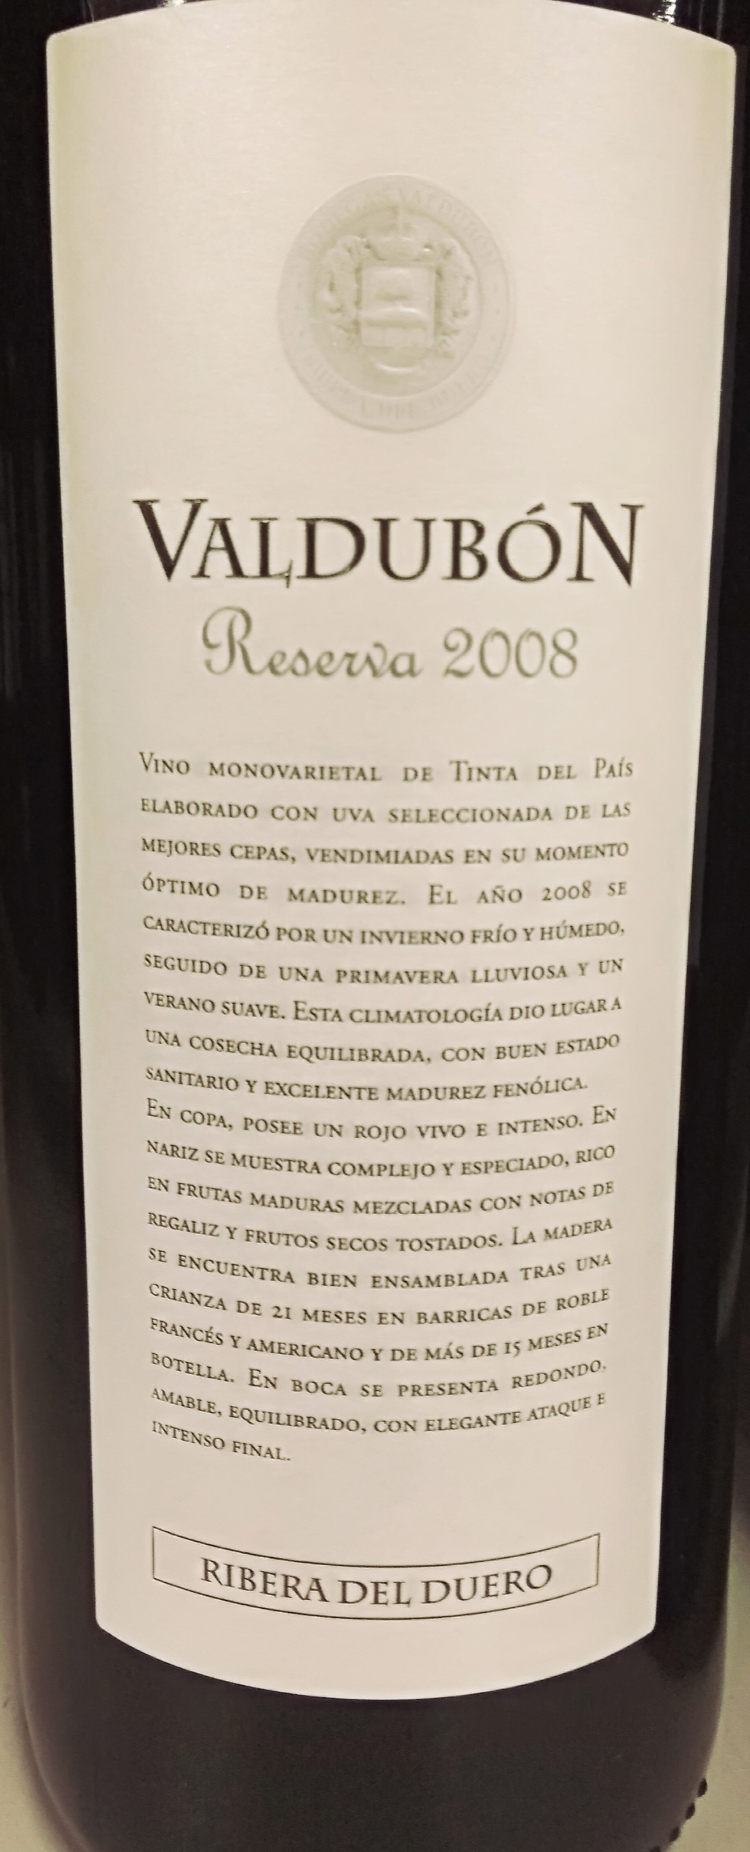 VALDUBÓN
Reserva 2008
VINO MONOVARIETAL DE TINTA DEL PAÍS
ELABORADO CON UVA SELECCIONADA DE LAS
MEJORES CEPAS, VENDIMIADAS EN SU MOMENTO
ÓPTIMO DE MADUREZ. EL AÑO 2008 SE
CARACTERIZÓ POR UN INVIERNO FRÍO Y HÚMEDO,
SEGUIDO DE UNA PRIMAVERA LLUVIOSA Y UN
VERANO SUAVE. ESTA CLIMATOLOGÍA DIO LUGAR A
UNA COSECHA EQUILIBRADA, CON BUEN ESTADO
SANITARIO Y EXCELENTE MADUREZ FENÓLICA.
EN COPA, POSEE UN ROJO VIVO E INTENSO. EN
NARIZ SE MUESTRA COMPLEJO Y ESPECIADO, RICO
EN FRUTAS MADURAS MEZCLADAS CON NOTAS DE
REGALIZ Y FRUTOS SECOS TOSTADOS. LA MADERA
SE ENCUENTRA BIEN ENSAMBLADA TRAS UNA
CRIANZA DE 21 MESES EN BARRICAS DE ROBLE
FRANCÉS Y AMERICANO Y DE MÁS DE 15 MESES EN
BOTELLA. EN BOCA SE PRESENTA REDONDO,
AMABLE, EQUILIBRADO, CON ELEGANTE ATAQUE E
INTENSO FINAL.
RIBERA DEL DUERO